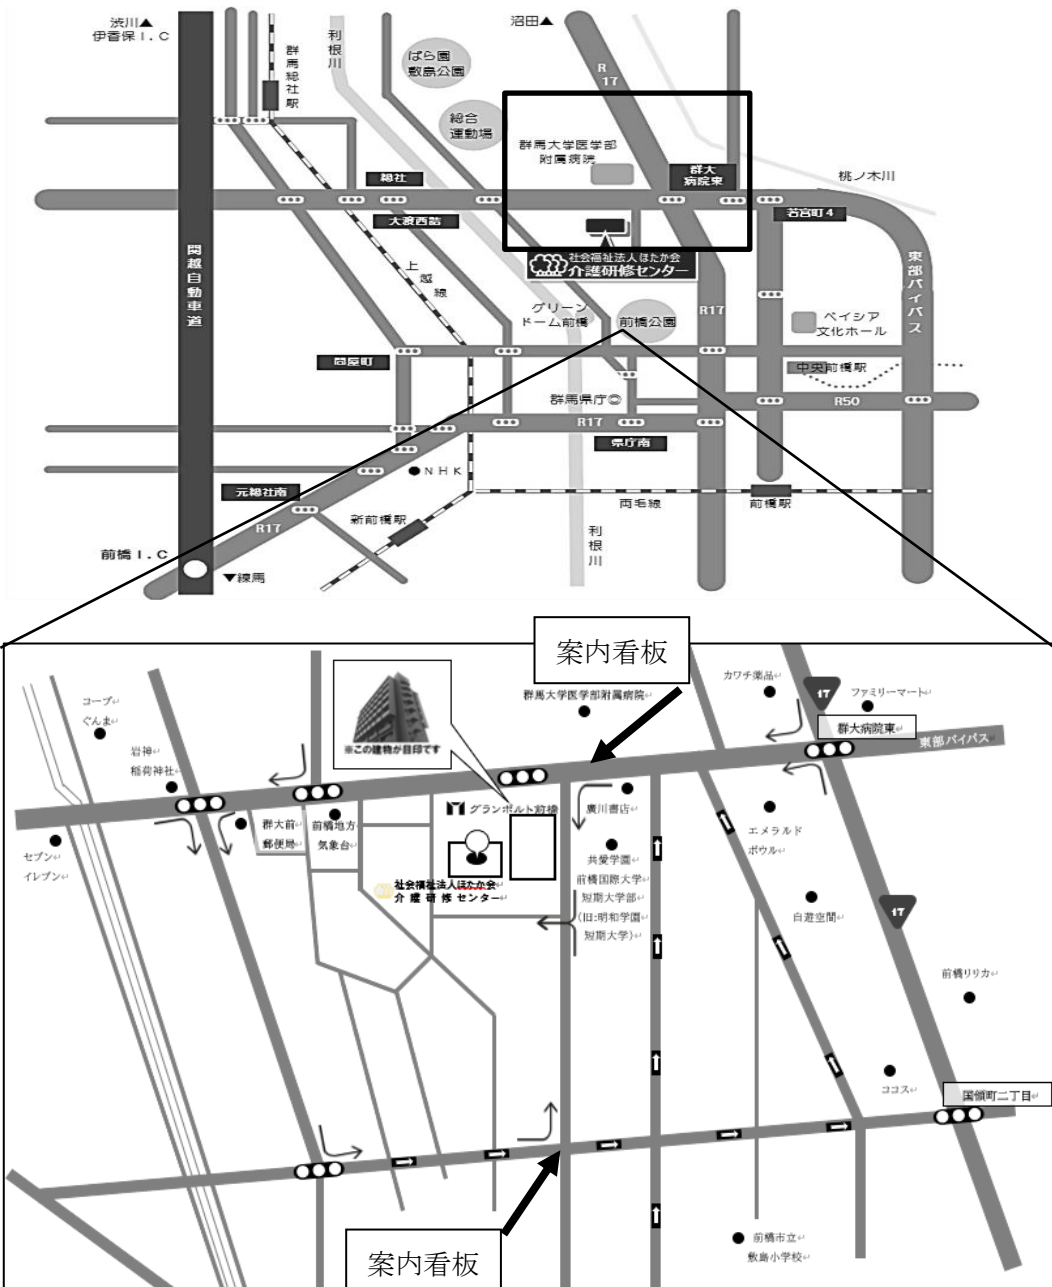 渋川▲
伊香保I.C
群馬総社駅
利根川
ばら園
敷島公園
沼田▲
R
17
総合
運動場
群馬大学医学部
附属病院
群大
病院東
桃ノ木川
総社
大渡西詰
若宮町4
関越自動車道
上越線
社会福祉法人ほたか会
介護研修センター
東部バイパス
グリーン
ドーム前橋
前橋公園
R17
ベイシア
文化ホール
問屋町
中央前橋駅
群馬県庁◎
R50
R17
県庁南
●NHK
元総社南
R17
新前橋駅
両毛線
前橋駅
利根川
前橋I.C
▼練馬
案内看板
コープ
ぐんま
岩神
稲荷神社
※この建物が目印です
群馬大学医学部附属病院
カワチ薬品
17
ファミリーマート
群大病院東
東部バイパス
グランポルト前橋
廣川書店
セブン
イレブン
群大前
郵便局
前橋地方
気象台
エメラルド
ボウル
共愛学園
前橋国際大学
短期大学部
(旧:明和学園
短期大学)
社会福祉法人ほたか会
介護研修センター
自遊空間
17
前橋リリカ
ココス
国領町二丁目
案内看板
前橋市立
敷島小学校